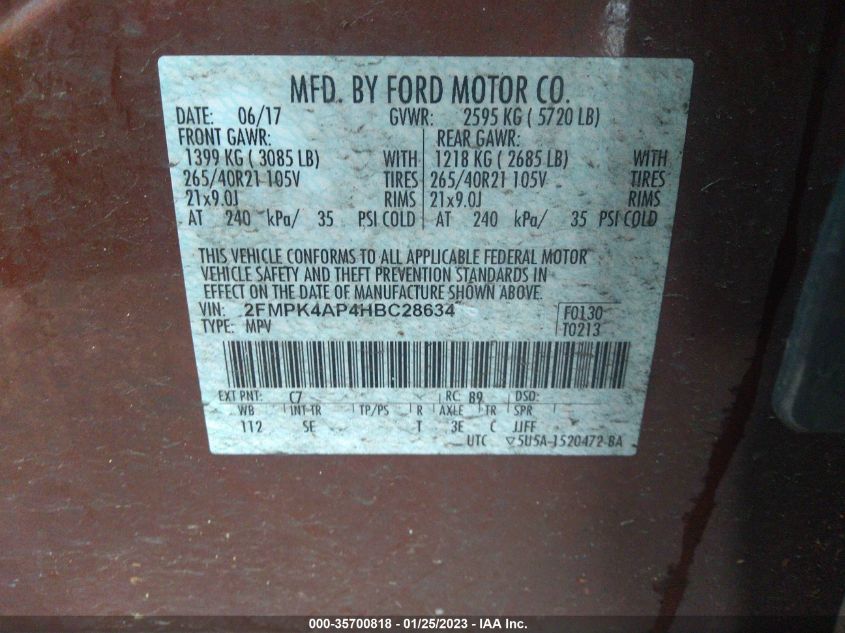 MFD. BY FORD MOTOR CO.
DATE: 06/17 GVWR: 2595 KG ( 5720 LB)
FRONT GAWR: REAR GAWR:
1399 KG ( 3085 LB) WITH 1218 KG ( 2685 LB) WITH
265/40R21 105V TIRES 265/40R21 105V TIRES
21x9.0J RIMS 21x9.0J RIMS
AT 240 kPa/ 35 PSI COLD AT 240 kPa/ 35 PSI COLD
THIS VEHICLE CONFORMS TO ALL APPLICABLE FEDERAL MOTOR
VEHICLE SAFETY AND THEFT PREVENTION STANDARDS IN
EFFECT ON THE DATE OF MANUFACTURE SHOWN ABOVE.
VIN: 2FMPK4AP4HBC28634 F0130
TYPE: MPV T0213
EXT PNT: C7 RC: B9 DSO:
WB INT TR TP/PS R AXLE TR SPR
112 SE T 3E C JJFF
UTC ▽5U5A-1520472-BA
000-35700818 - 01/25/2023 - IAA Inc.